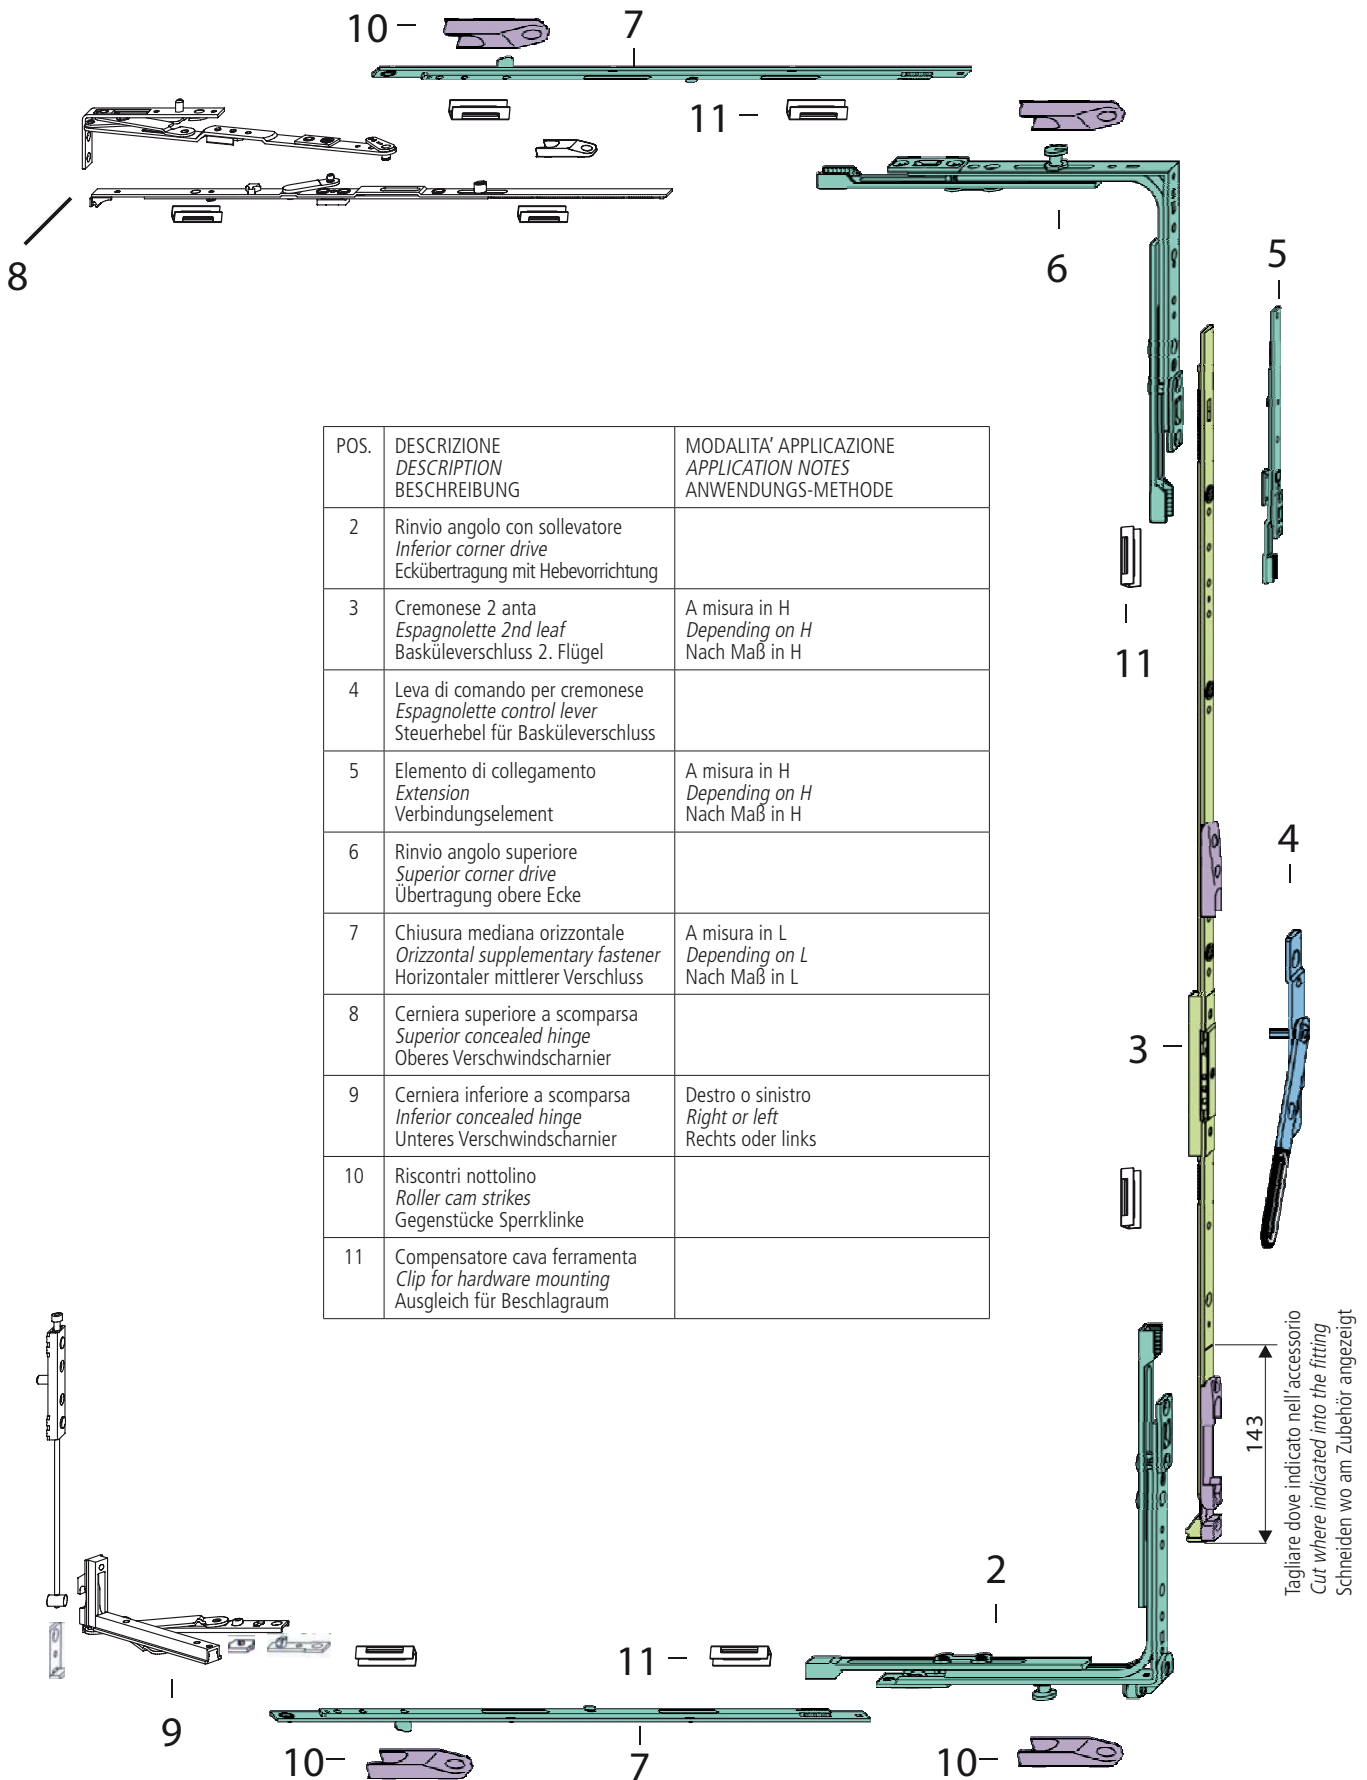 10
7
11
8
6
5
POS.
DESCRIZIONE
DESCRIPTION
BESCHREIBUNG
MODALITA’ APPLICAZIONE
APPLICATION NOTES
ANWENDUNGS-METHODE
2
Rinvio angolo con sollevatore
Inferior corner drive
Eckübertragung mit Hebevorrichtung
3
Cremonese 2 anta
Espagnolette 2nd leaf
Basküleverschluss 2. Flügel
A misura in H
Depending on H
Nach Maß in H
4
Leva di comando per cremonese
Espagnolette control lever
Steuerhebel für Basküleverschluss
5
Elemento di collegamento
Extension
Verbindungselement
A misura in H
Depending on H
Nach Maß in H
6
Rinvio angolo superiore
Superior corner drive
Übertragung obere Ecke
7
Chiusura mediana orizzontale
Orizzontal supplementary fastener
Horizontaler mittlerer Verschluss
A misura in L
Depending on L
Nach Maß in L
8
Cerniera superiore a scomparsa
Superior concealed hinge
Oberes Verschwindscharnier
9
Cerniera inferiore a scomparsa
Inferior concealed hinge
Unteres Verschwindscharnier
Destro o sinistro
Right or left
Rechts oder links
10
Riscontri nottolino
Roller cam strikes
Gegenstücke Sperrklinke
11
Compensatore cava ferramenta
Clip for hardware mounting
Ausgleich für Beschlagraum
11
4
3
143
Tagliare dove indicato nell’accessorio
Cut where indicated into the fitting
Schneiden wo am Zubehör angezeigt
2
11
9
10
7
10